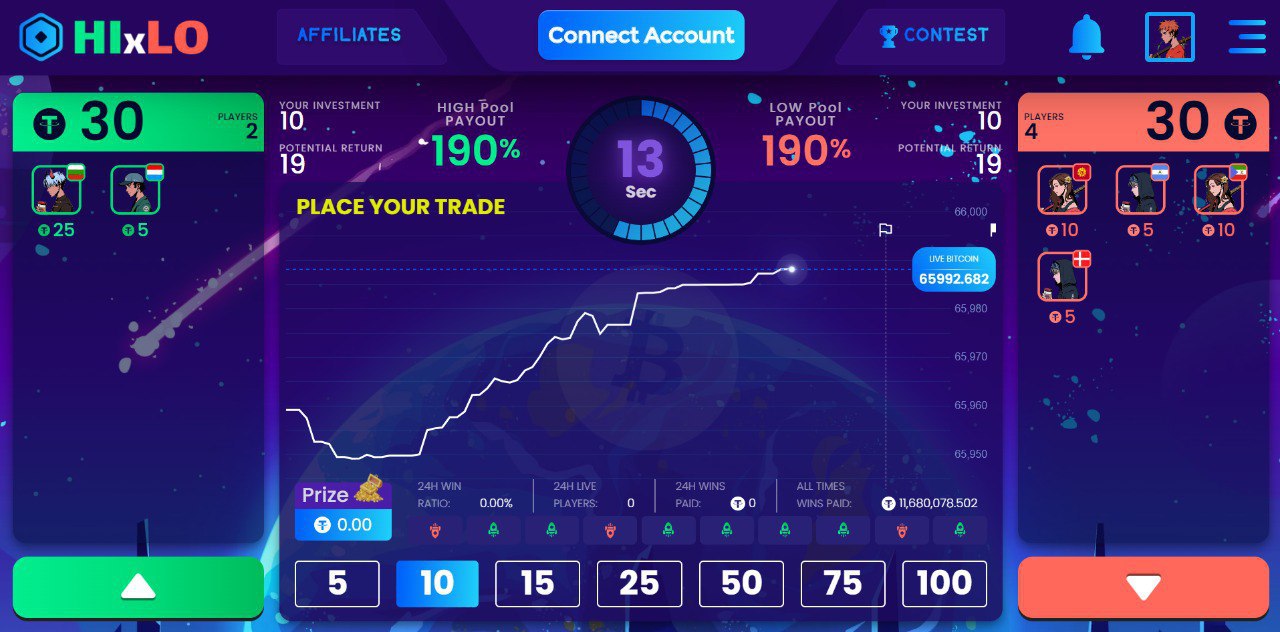 HIxLO
AFFILIATES
Connect Account
CONTEST
30
PLAYERS
2
25
5
YOUR INVESTMENT
10
POTENTIAL RETURN
19
HIGH Pool
PAYOUT
190%
13
Sec
LOW Pool
PAYOUT
190%
YOUR INVESTMENT
10
POTENTIAL RETURN
19
PLAYERS
4
30
10
5
10
5
PLACE YOUR TRADE
66,000
LIVE BITCOIN
65992.682
65,980
65,970
65,960
65,950
Prize
0.00
24H WIN
RATIO: 0.00%
24H LIVE
PLAYERS: 0
24H WINS
PAID: 0
ALL TIMES
WINS PAID: 11,680,078.502
5
10
15
25
50
75
100